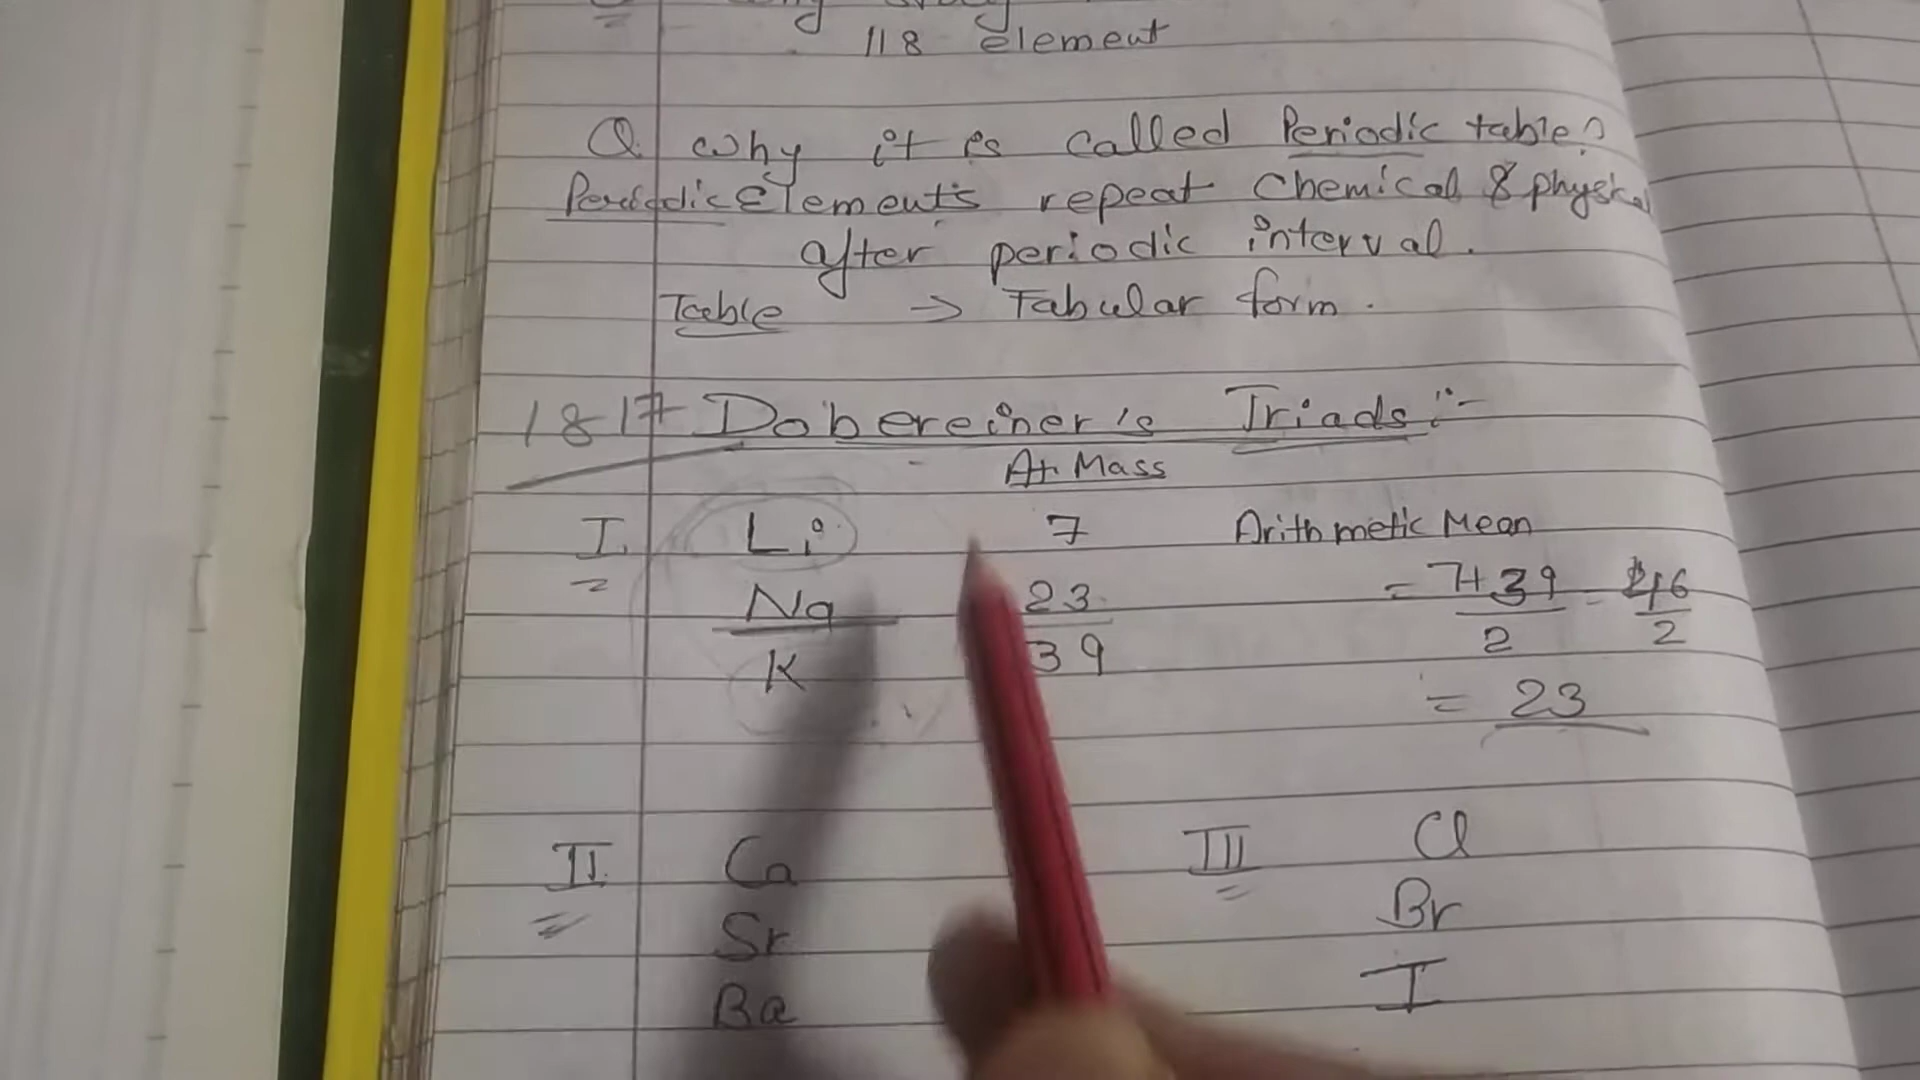 118 element
Q. Why it is called Periodic table?
Periodic Elements repeat Chemical & physical
after periodic interval.
Table → Tabular form.
1817 Dobereiner's Triads :-
At. Mass
I. Li 7 Arithmetic Mean
Na 23 = 7+39 = 46
K 39 2 2
= 23
II. Ca III Cl
Sr Br
Ba I